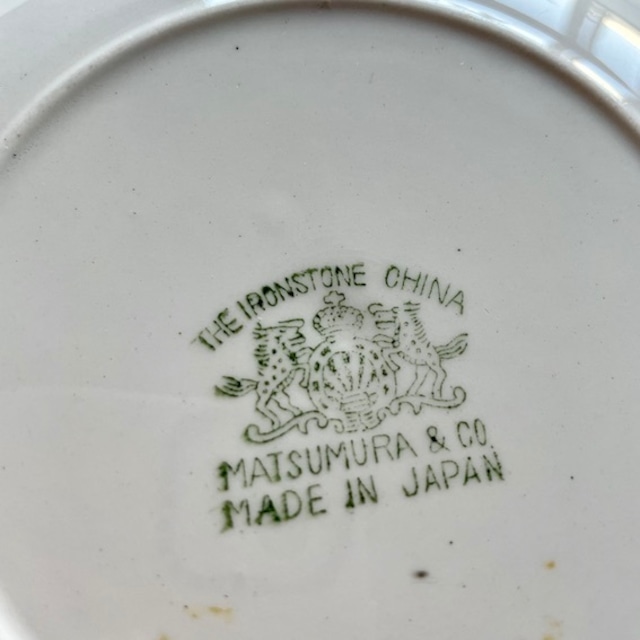 THE IRONSTONE CHINA
MATSUMURA & CO.
MADE IN JAPAN